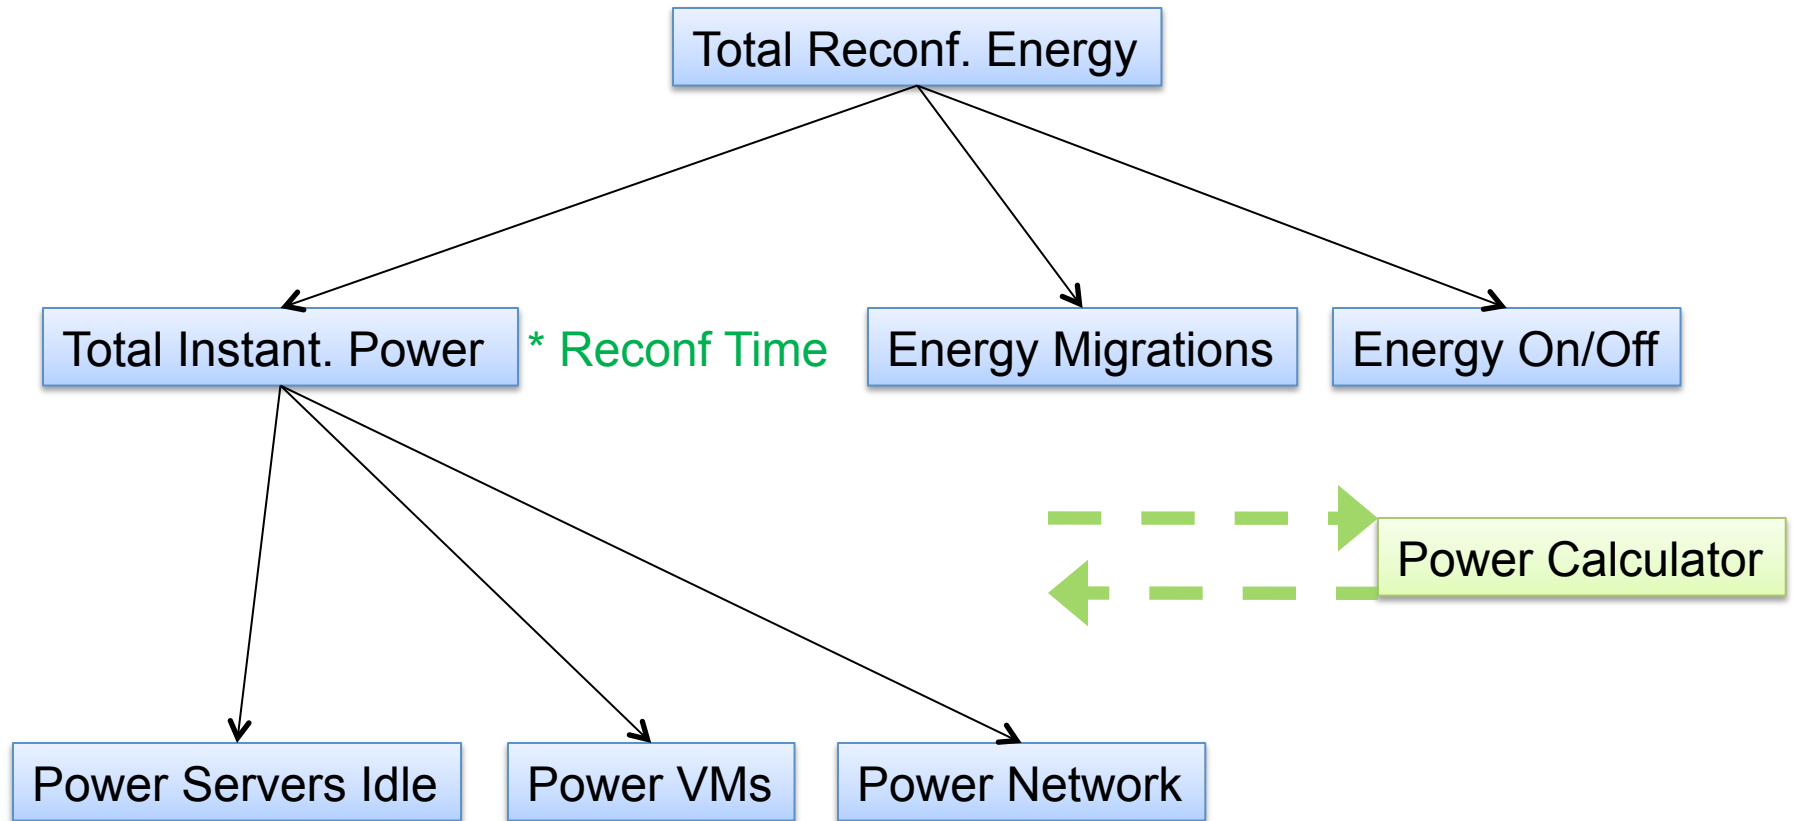 Total Reconf. Energy
Total Instant. Power * Reconf Time Energy Migrations Energy On/Off
Power Calculator
Power Servers Idle Power VMs Power Network